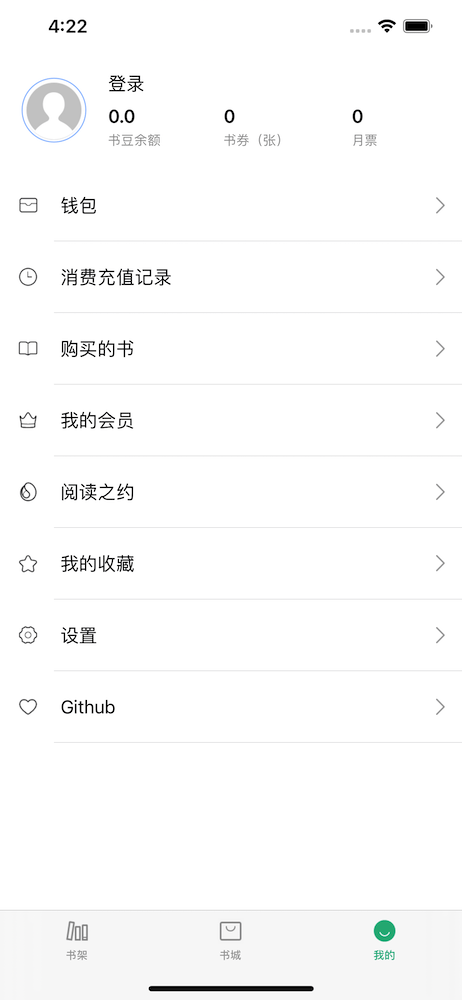 4:22
登录
0.0 0 0
书豆余额 书券（张） 月票
钱包
消费充值记录
购买的书
我的会员
阅读之约
我的收藏
设置
Github
书架 书城 我的